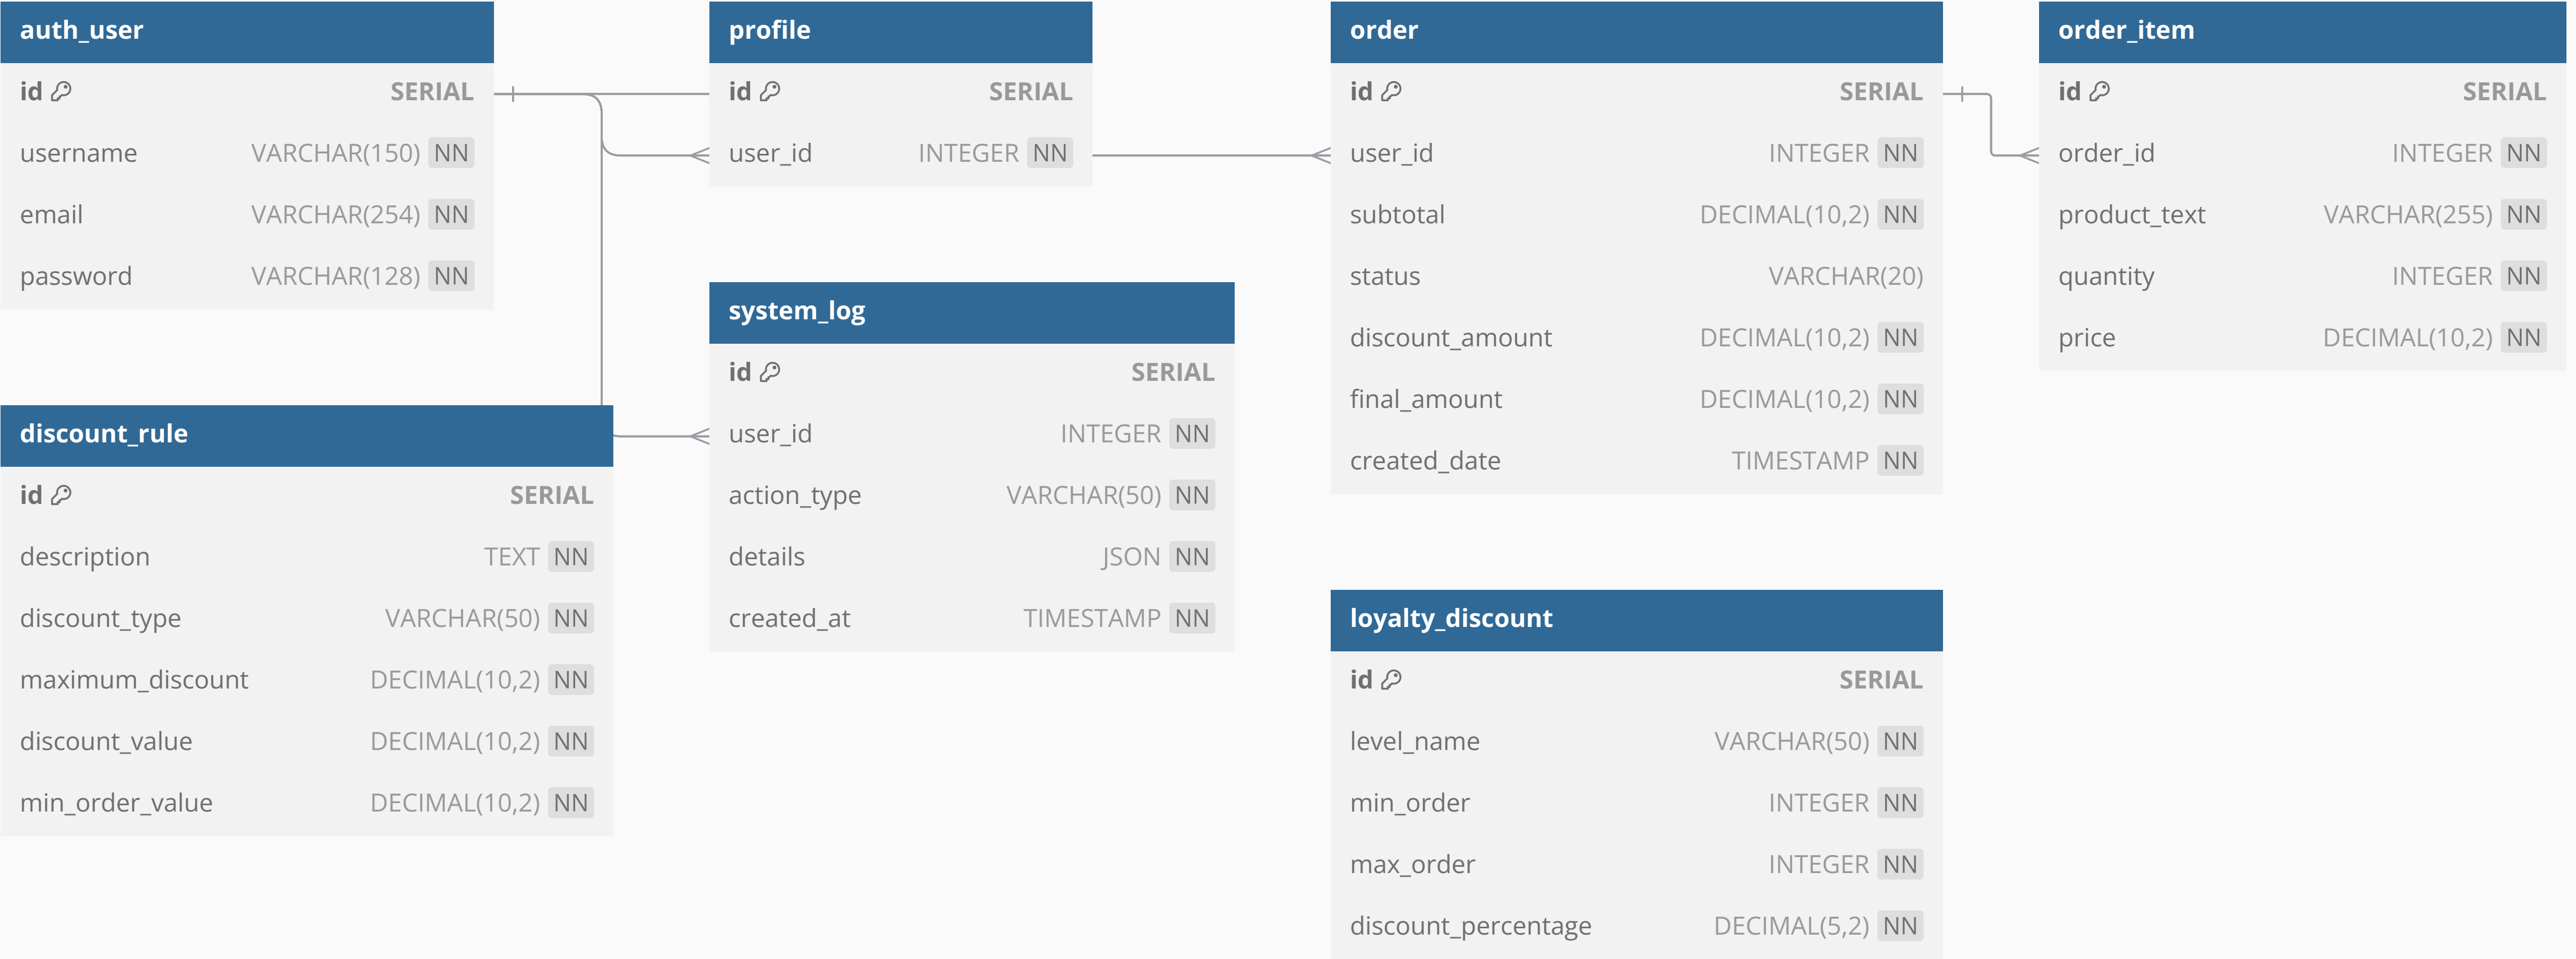 auth_user
id SERIAL
username VARCHAR(150) NN
email VARCHAR(254) NN
password VARCHAR(128) NN
profile
id SERIAL
user_id INTEGER NN
order
id SERIAL
user_id INTEGER NN
subtotal DECIMAL(10,2) NN
status VARCHAR(20)
discount_amount DECIMAL(10,2) NN
final_amount DECIMAL(10,2) NN
created_date TIMESTAMP NN
order_item
id SERIAL
order_id INTEGER NN
product_text VARCHAR(255) NN
quantity INTEGER NN
price DECIMAL(10,2) NN
system_log
id SERIAL
user_id INTEGER NN
action_type VARCHAR(50) NN
details JSON NN
created_at TIMESTAMP NN
discount_rule
id SERIAL
description TEXT NN
discount_type VARCHAR(50) NN
maximum_discount DECIMAL(10,2) NN
discount_value DECIMAL(10,2) NN
min_order_value DECIMAL(10,2) NN
loyalty_discount
id SERIAL
level_name VARCHAR(50) NN
min_order INTEGER NN
max_order INTEGER NN
discount_percentage DECIMAL(5,2) NN